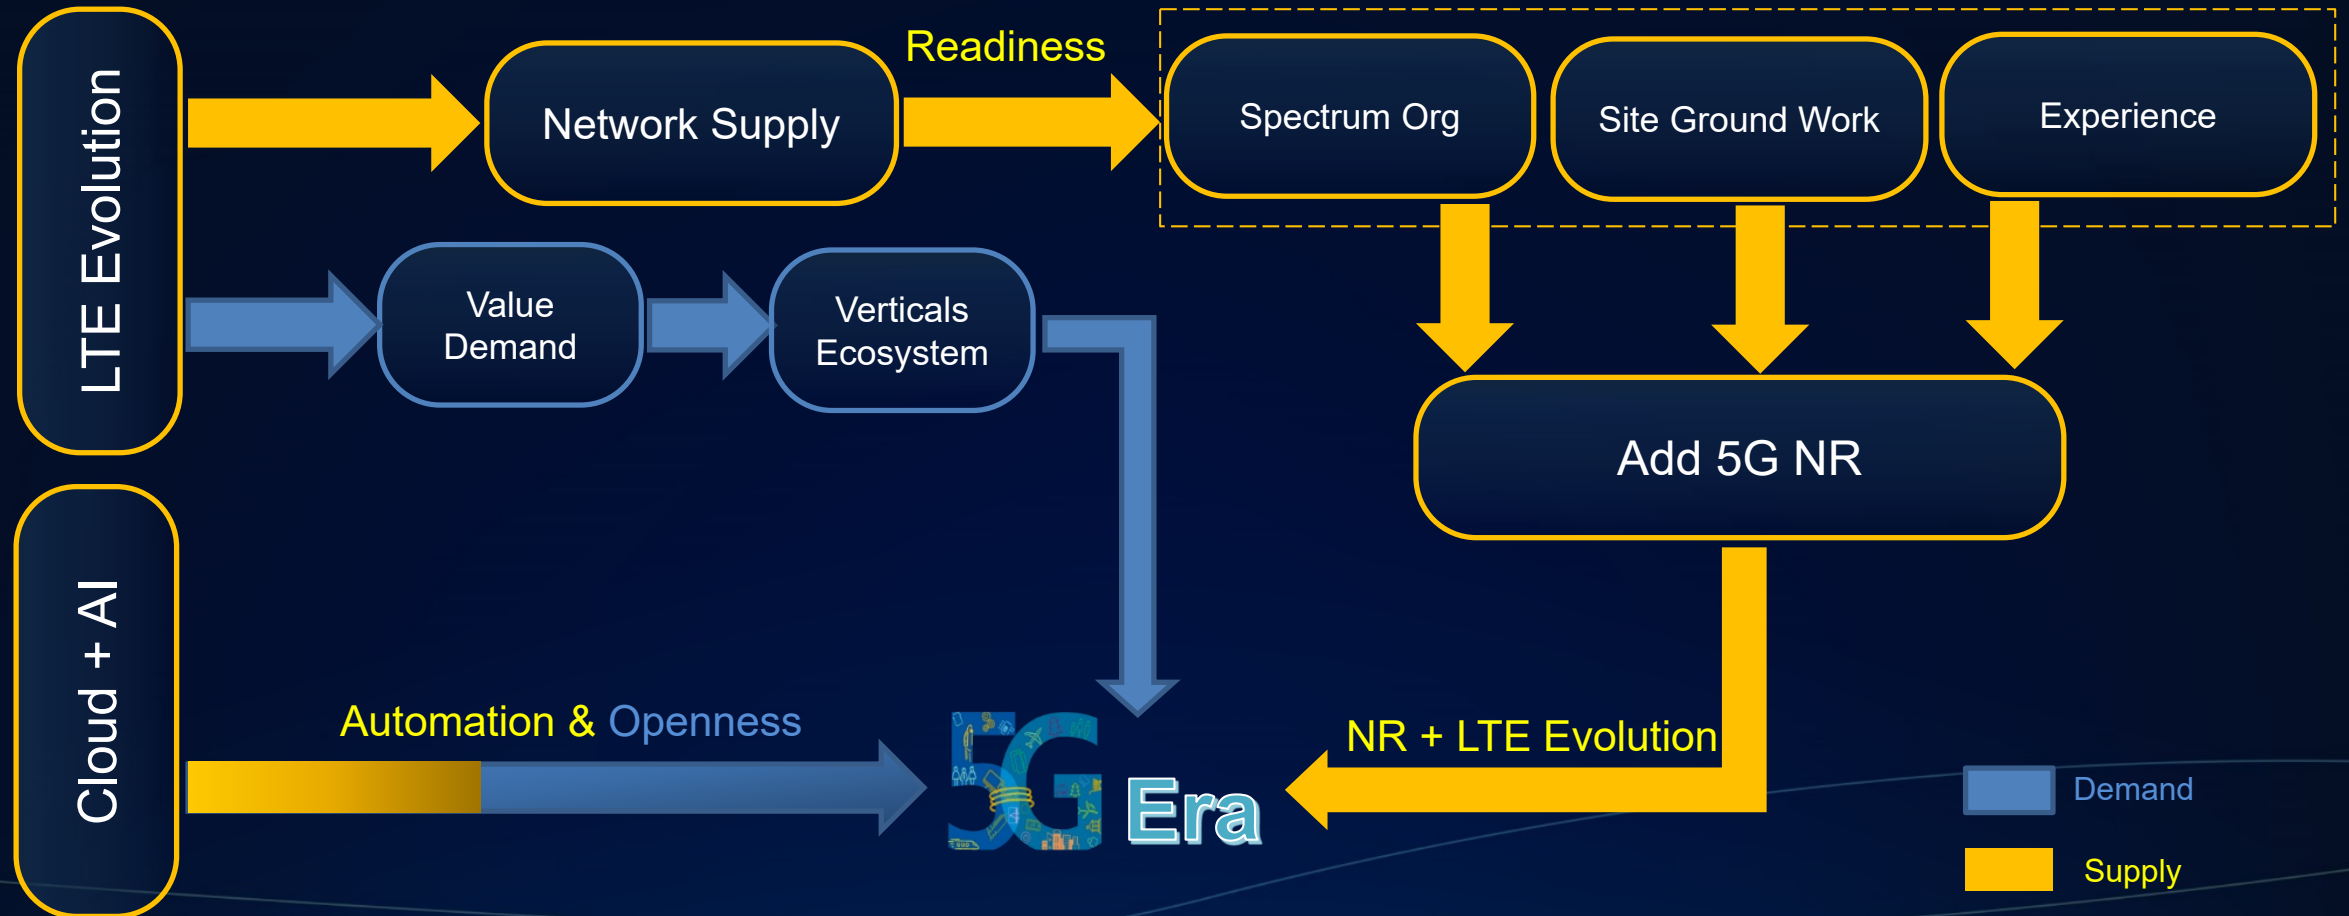 LTE Evolution
Network Supply
Readiness
Spectrum Org
Site Ground Work
Experience
Value
Demand
Verticals
Ecosystem
Add 5G NR
Cloud + AI
Automation & Openness
5G Era
NR + LTE Evolution
Demand
Supply